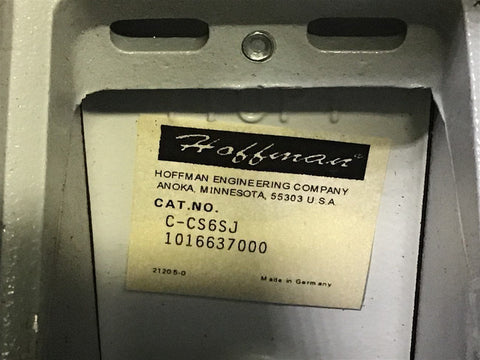 Hoffman
HOFFMAN ENGINEERING COMPANY
ANOKA, MINNESOTA, 55303 U.S.A.
CAT.NO.
C-CS6SJ
1016637000
21205-0 Made in Germany